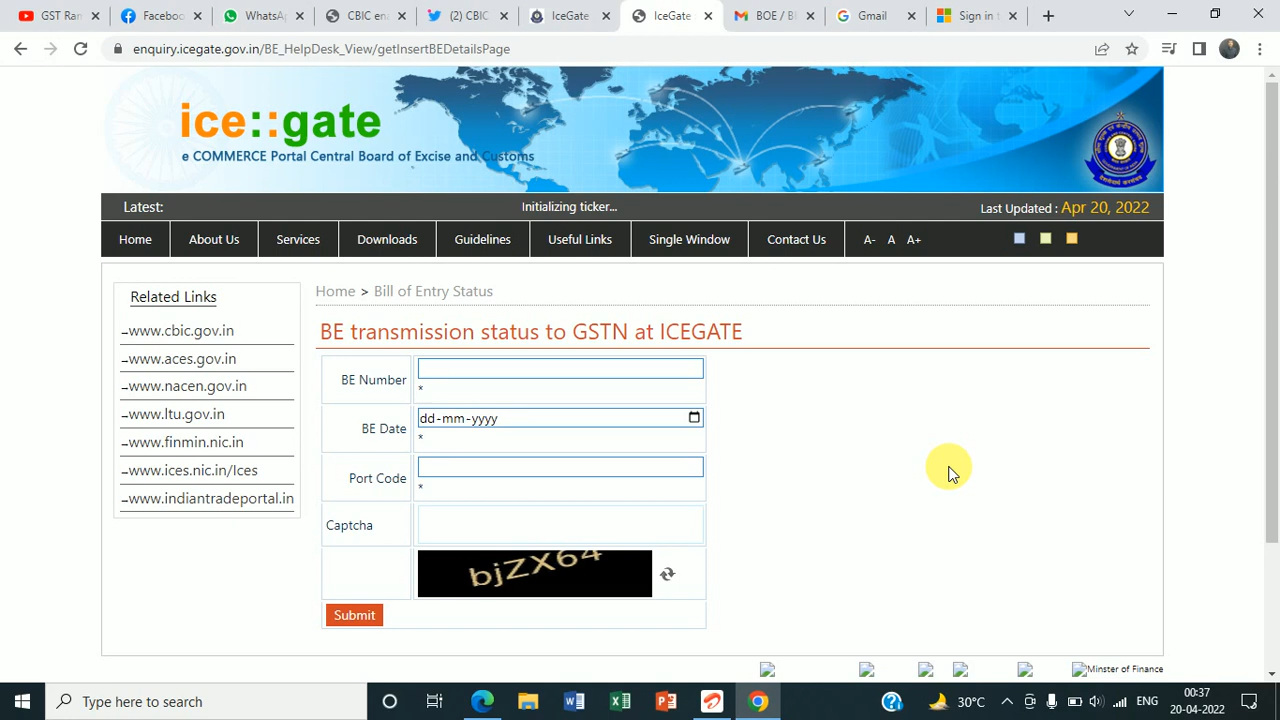 GST Ran
Faceboo
WhatsAp
CBIC en
(2) CBIC
IceGate
IceGate
BOE / BI
Gmail
Sign in t
enquiry.icegate.gov.in/BE_HelpDesk_View/getInsertBEDetailsPage
ice::gate
e COMMERCE Portal Central Board of Excise and Customs
Latest:
Initializing ticker...
Last Updated : Apr 20, 2022
Home
About Us
Services
Downloads
Guidelines
Useful Links
Single Window
Contact Us
A-
A
A+
Related Links
www.cbic.gov.in
www.aces.gov.in
www.nacen.gov.in
www.ltu.gov.in
www.finmin.nic.in
www.ices.nic.in/Ices
www.indiantradeportal.in
Home > Bill of Entry Status
BE transmission status to GSTN at ICEGATE
BE Number
*
BE Date
dd-mm-yyyy
*
Port Code
*
Captcha
bjZX64
Submit
Minster of Finance
Type here to search
30°C
ENG
00:37
20-04-2022